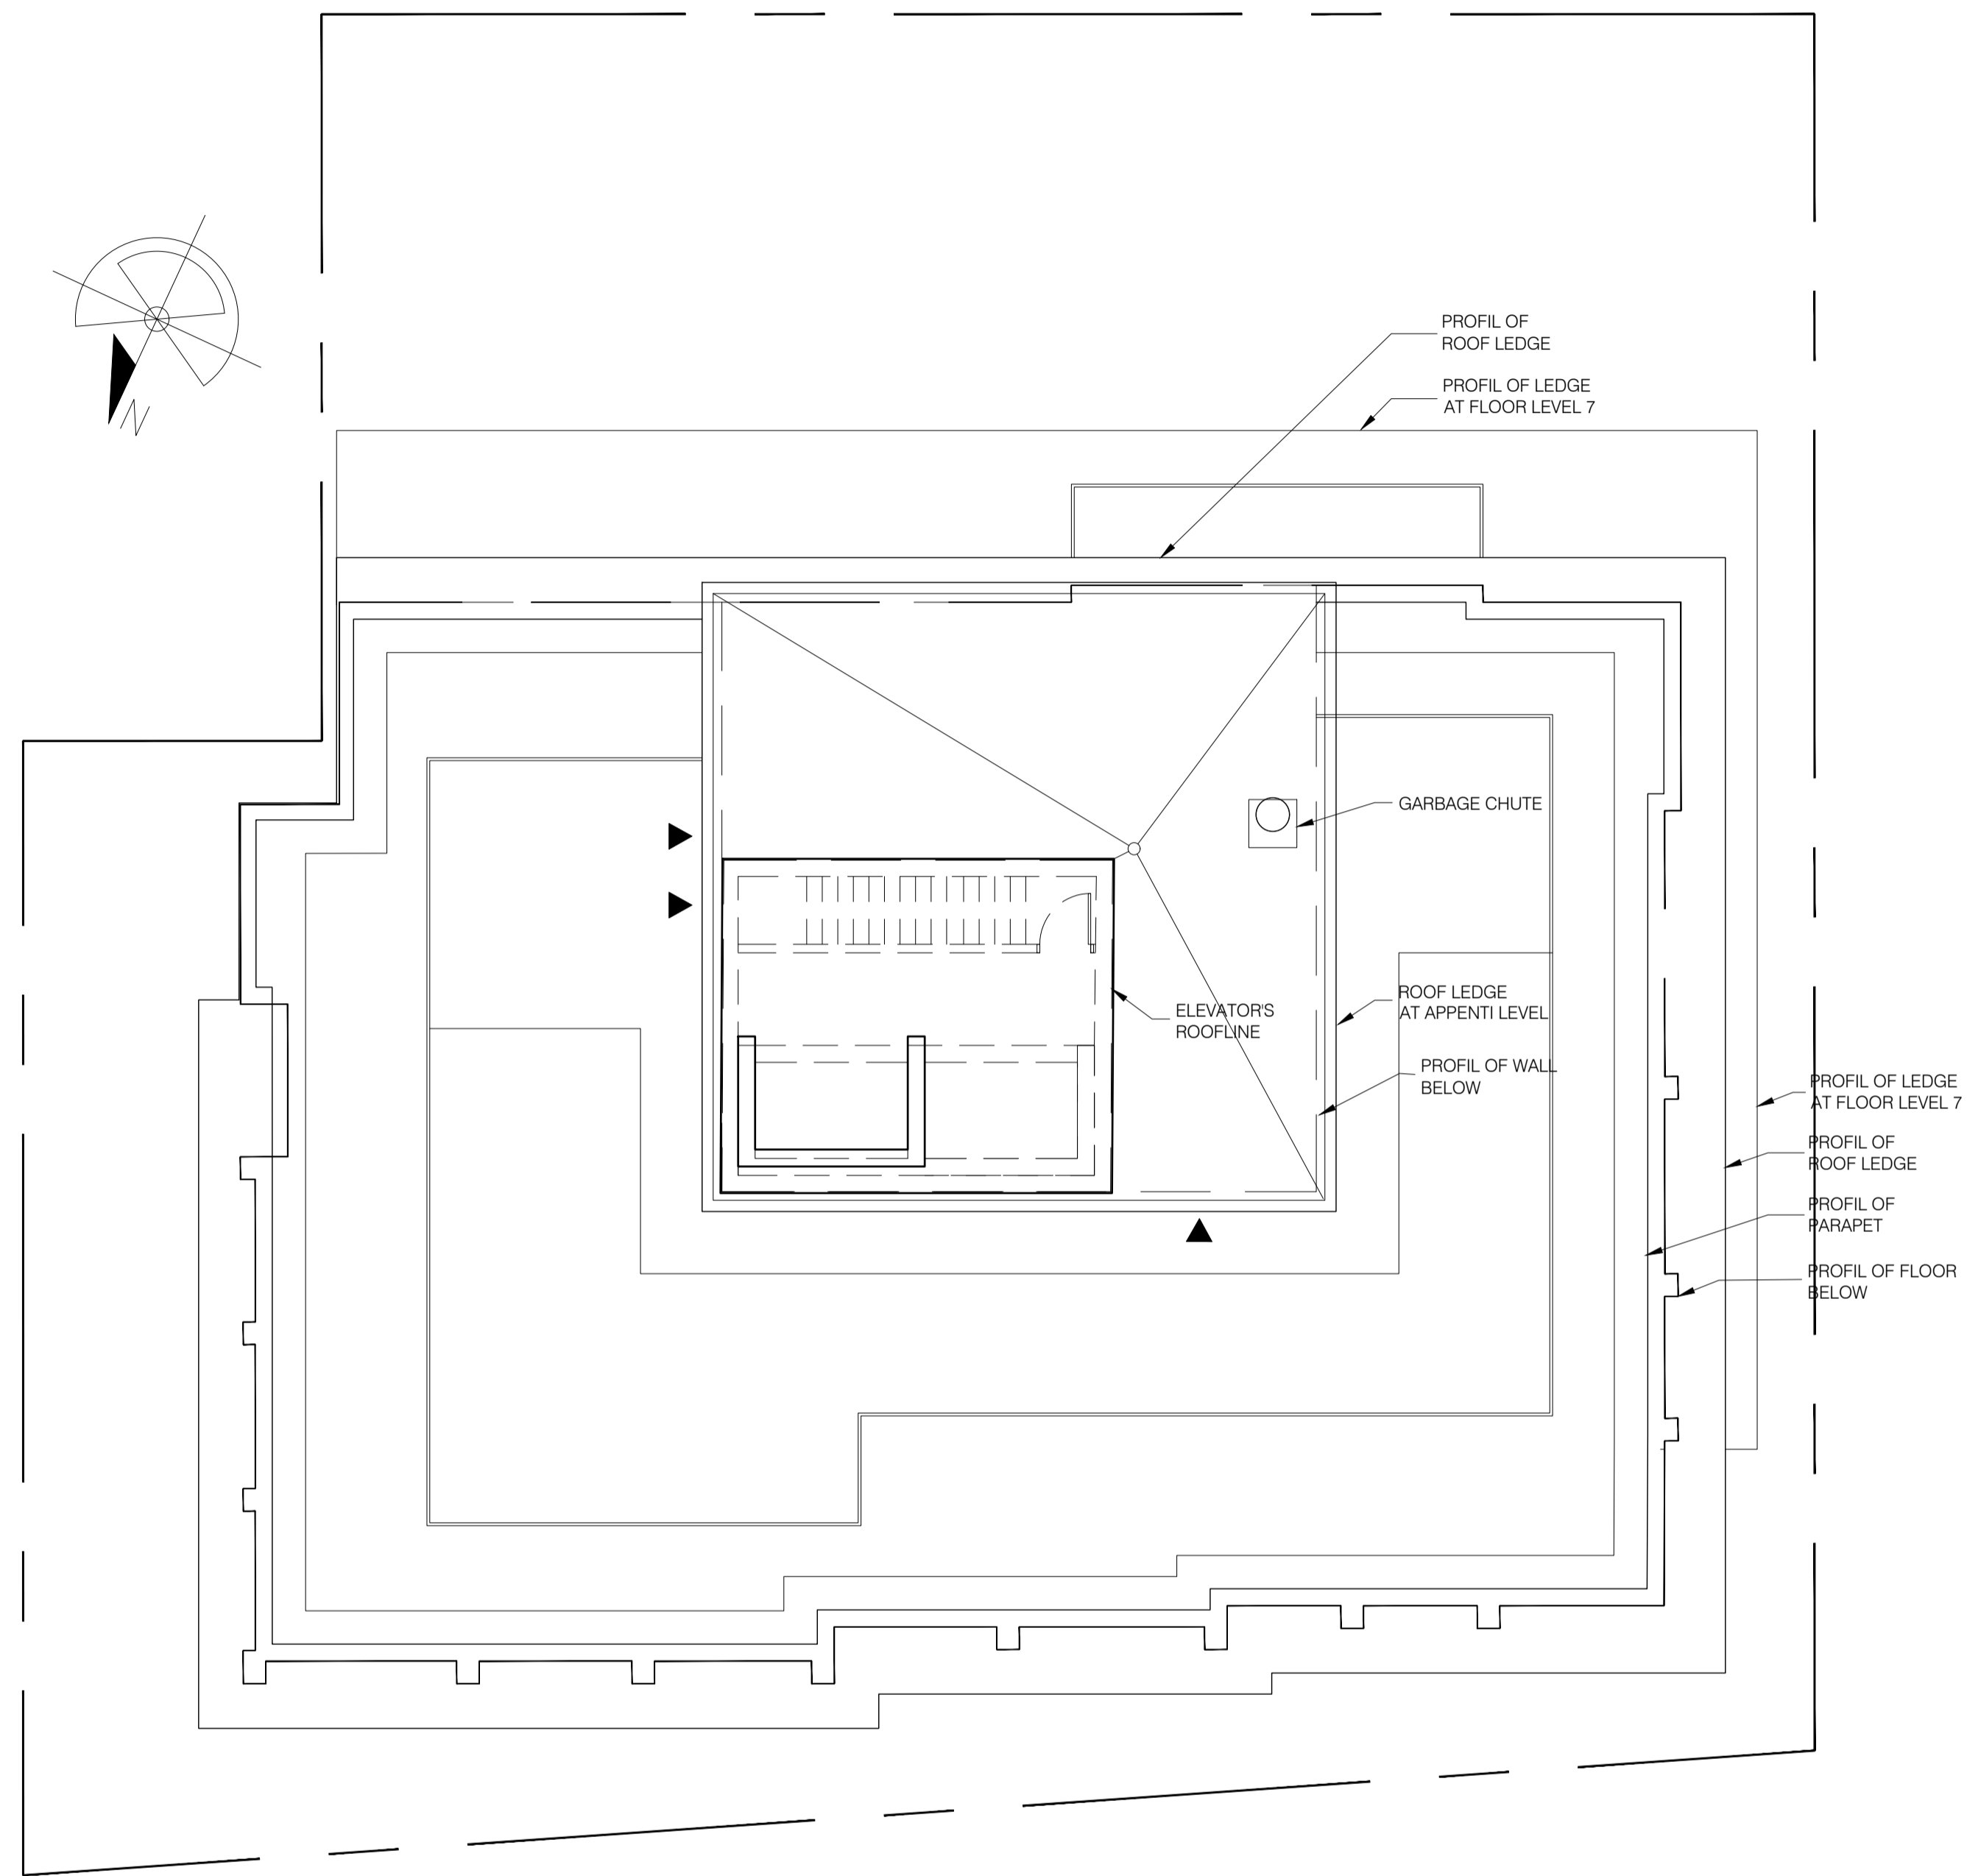 PROFIL OF
ROOF LEDGE
PROFIL OF LEDGE
AT FLOOR LEVEL 7
N
GARBAGE CHUTE
ELEVATOR'S
ROOFLINE
ROOF LEDGE
AT APPENTI LEVEL
PROFIL OF WALL
BELOW
PROFIL OF LEDGE
AT FLOOR LEVEL 7
PROFIL OF
ROOF LEDGE
PROFIL OF
PARAPET
PROFIL OF FLOOR
BELOW